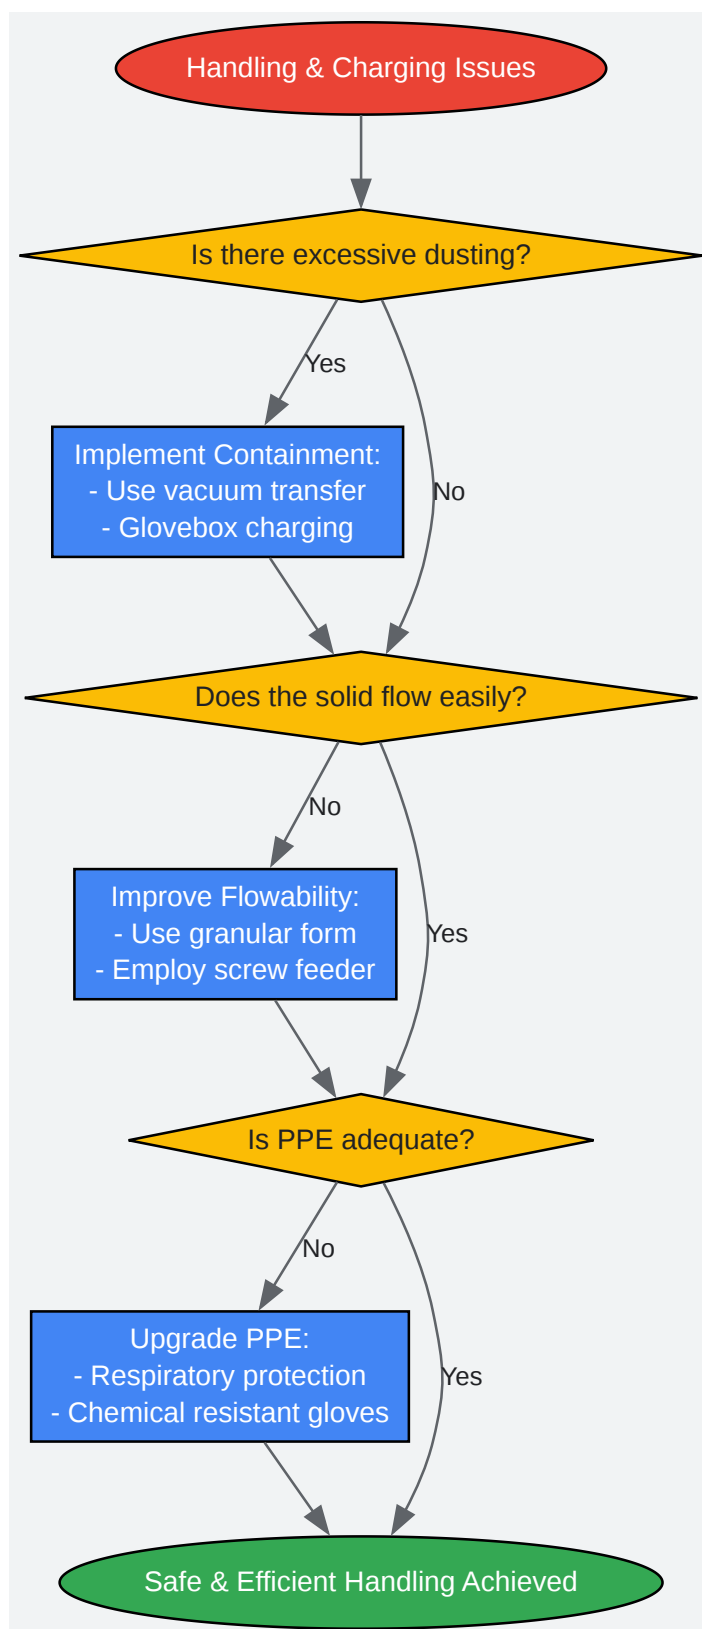 Handling & Charging Issues
Is there excessive dusting?
Yes
Implement Containment:
- Use vacuum transfer
- Glovebox charging
No
Does the solid flow easily?
No
Improve Flowability:
- Use granular form
- Employ screw feeder
Yes
Is PPE adequate?
No
Upgrade PPE:
- Respiratory protection
- Chemical resistant gloves
Yes
Safe & Efficient Handling Achieved